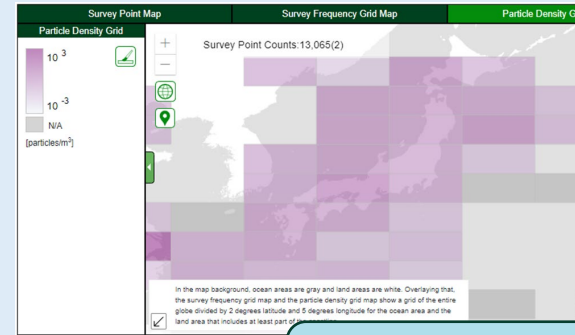 Survey Point Map
Survey Frequency Grid Map
Particle Density G
Particle Density Grid
10 3
10 -3
N/A
[particles/m3]
Survey Point Counts:13,065(2)
In the map background, ocean areas are gray and land areas are white. Overlaying that,
the survey frequency grid map and the particle density grid map show a grid of the entire
globe divided by 2 degrees latitude and 5 degrees longitude for the ocean area and the
land area that includes at least part of the